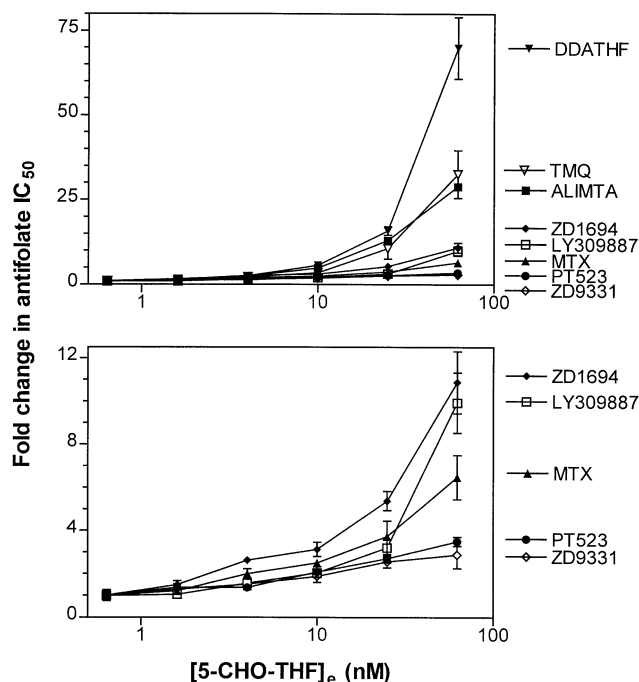 Fold change in antifolate IC50
75
50
25
0
1
10
100
DDATHF
TMQ
ALIMTA
ZD1694
LY309887
MTX
PT523
ZD9331
12
8
4
0
1
10
100
ZD1694
LY309887
MTX
PT523
ZD9331
[5-CHO-THF]e (nM)